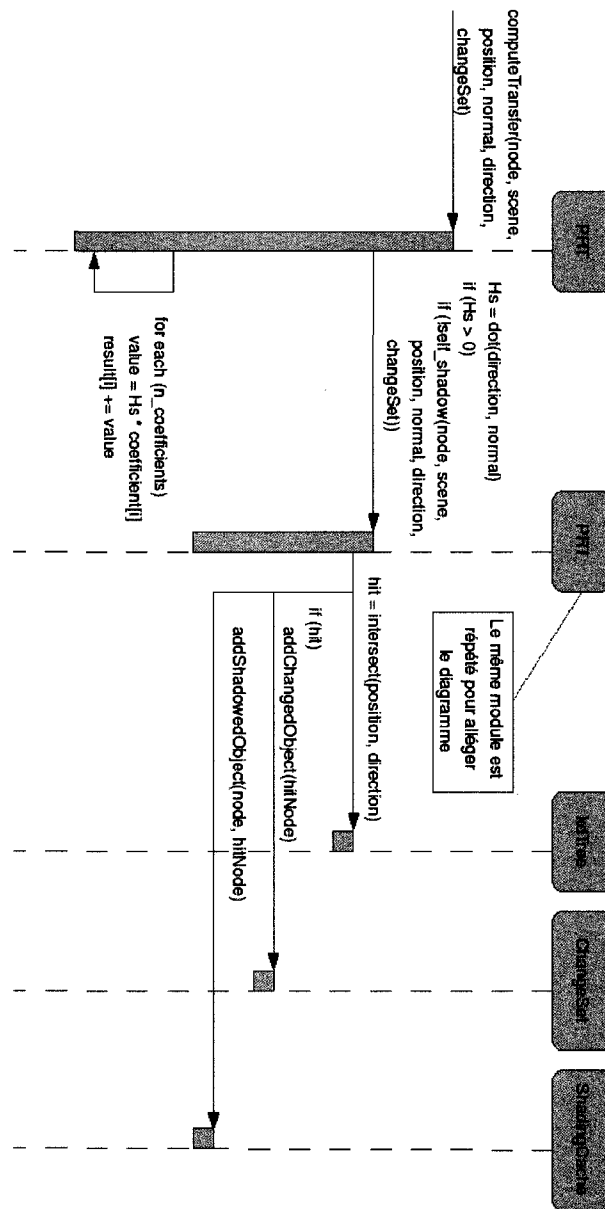 PRT
PRT
kdTree
ChangeSet
ShadingCache
computeTransfer(node, scene,
position, normal, direction,
changeSet)
Hs = dot(direction, normal)
if (Hs > 0)
if (!self_shadow(node, scene,
position, normal, direction,
changeSet))
Le même module est
répété pour alléger
le diagramme
hit = intersect(position, direction)
if (hit)
addChangedObject(hitNode)
addShadowedObject(node, hitNode)
for each (n_coefficients)
value = Hs * coefficient[i]
result[i] += value